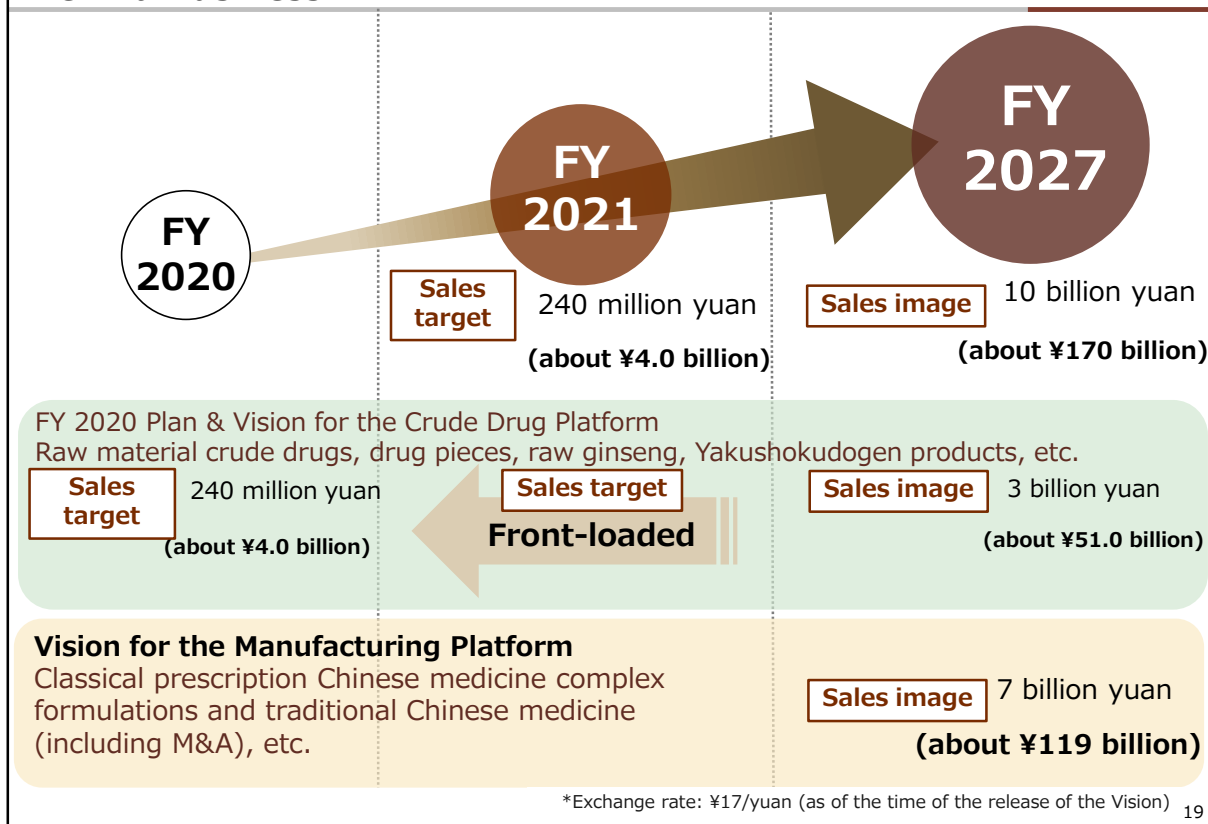 FY
2020
FY
2021
FY
2027
Sales
target
240 million yuan
(about ¥4.0 billion)
Sales image
10 billion yuan
(about ¥170 billion)
FY 2020 Plan & Vision for the Crude Drug Platform
Raw material crude drugs, drug pieces, raw ginseng, Yakushokudogen products, etc.
Sales
target
240 million yuan
(about ¥4.0 billion)
Sales target
Front-loaded
Sales image
3 billion yuan
(about ¥51.0 billion)
Vision for the Manufacturing Platform
Classical prescription Chinese medicine complex
formulations and traditional Chinese medicine
(including M&A), etc.
Sales image
7 billion yuan
(about ¥119 billion)
*Exchange rate: ¥17/yuan (as of the time of the release of the Vision)
19